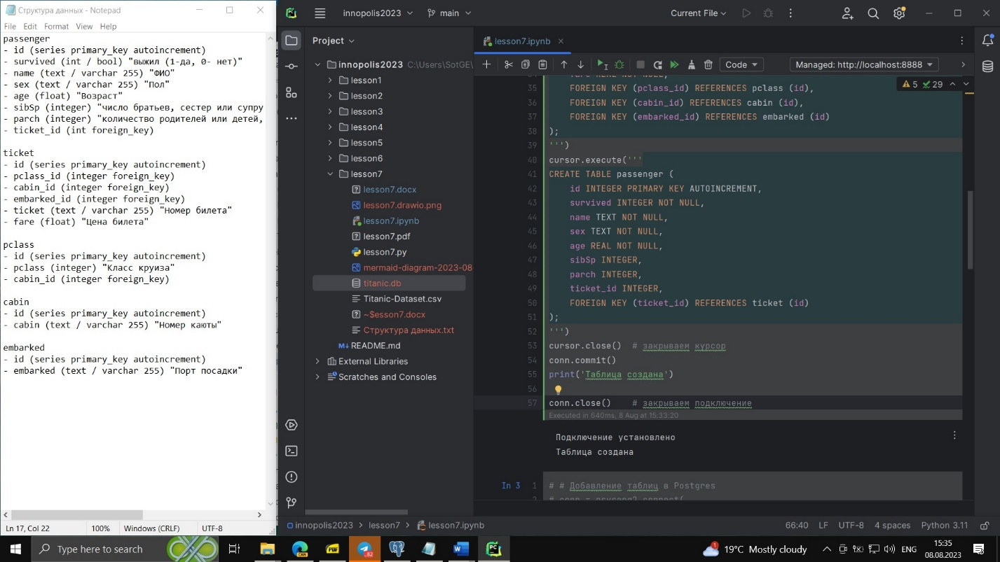 Структура данных - Notepad
File Edit Format View Help
passenger
- id (series primary_key autoincrement)
- survived (int / bool) "выжил (1-да, 0- нет)"
- name (text / varchar 255) "ФИО"
- sex (text / varchar 255) "Пол"
- age (float) "Возраст"
- sibSp (integer) "число братьев, сестер или супру
- parch (integer) "количество родителей или детей,
- ticket_id (int foreign_key)
ticket
- id (series primary_key autoincrement)
- pclass_id (integer foreign_key)
- cabin_id (integer foreign_key)
- embarked_id (integer foreign_key)
- ticket (text / varchar 255) "Номер билета"
- fare (float) "Цена билета"
pclass
- id (series primary_key autoincrement)
- pclass (integer) "Класс круиза"
- cabin_id (integer foreign_key)
cabin
- id (series primary_key autoincrement)
- cabin (text / varchar 255) "Номер каюты"
embarked
- id (series primary_key autoincrement)
- embarked (text / varchar 255) "Порт посадки"
Ln 17, Col 22 100% Windows (CRLF) UTF-8
innopolis2023 main Current File
Project
innopolis2023 C:\Users\SotGE\
lesson1
lesson2
lesson3
lesson4
lesson5
lesson6
lesson7
lesson7.docx
lesson7.drawio.png
lesson7.ipynb
lesson7.pdf
lesson7.py
mermaid-diagram-2023-08
titanic.db
Titanic-Dataset.csv
~$esson7.docx
Структура данных.txt
README.md
External Libraries
Scratches and Consoles
lesson7.ipynb
Code Managed: http://localhost:8888
5 29
35 FOREIGN KEY (pclass_id) REFERENCES pclass (id),
36 FOREIGN KEY (cabin_id) REFERENCES cabin (id),
37 FOREIGN KEY (embarked_id) REFERENCES embarked (id)
38 );
39 ''')
40 cursor.execute('''
41 CREATE TABLE passenger (
42 id INTEGER PRIMARY KEY AUTOINCREMENT,
43 survived INTEGER NOT NULL,
44 name TEXT NOT NULL,
45 sex TEXT NOT NULL,
46 age REAL NOT NULL,
47 sibSp INTEGER,
48 parch INTEGER,
49 ticket_id INTEGER,
50 FOREIGN KEY (ticket_id) REFERENCES ticket (id)
51 );
52 ''')
53 cursor.close() # закрываем курсор
54 conn.commit()
55 print('Таблица создана')
56
57 conn.close() # закрываем подключение
Executed in 640ms, 8 Aug at 15:33:20
Подключение установлено
Таблица создана
In 3 1 # # Добавление таблиц в Postgres
innopolis2023 > lesson7 > lesson7.ipynb
66:40 LF UTF-8 4 spaces Python 3.11
Type here to search
19°C Mostly cloudy ENG
15:35
08.08.2023